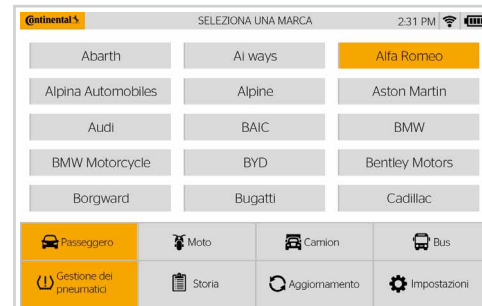 Continental
SELEZIONA UNA MARCA
2:31 PM
Abarth
Ai ways
Alfa Romeo
Alpina Automobiles
Alpine
Aston Martin
Audi
BAIC
BMW
BMW Motorcycle
BYD
Bentley Motors
Borgward
Bugatti
Cadillac
Passeggero
Moto
Camion
Bus
Gestione dei
pneumatici
Storia
Aggiornamento
Impostazioni